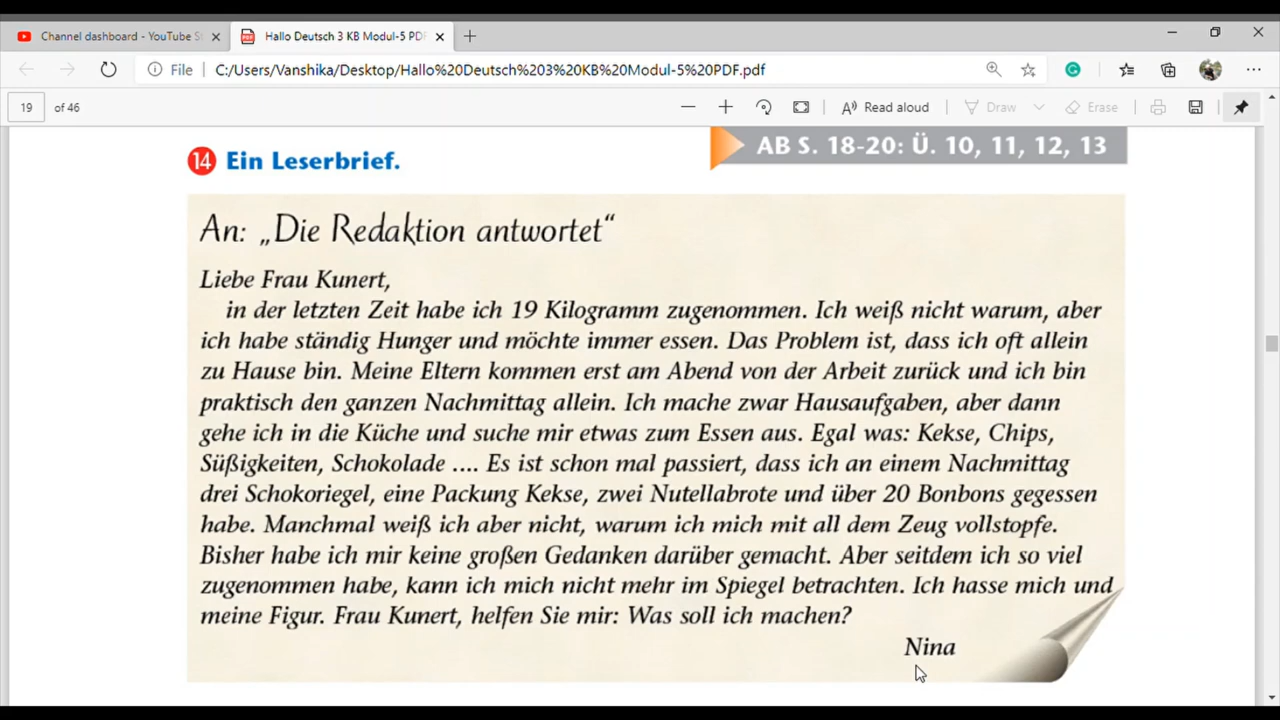 Channel dashboard - YouTube S
Hallo Deutsch 3 KB Modul-5 PDF
File C:/Users/Vanshika/Desktop/Hallo%20Deutsch%203%20KB%20Modul-5%20PDF.pdf
19 of 46 Read aloud Draw Erase
AB S. 18-20: Ü. 10, 11, 12, 13
14 Ein Leserbrief.
An: „Die Redaktion antwortet“
Liebe Frau Kunert,
in der letzten Zeit habe ich 19 Kilogramm zugenommen. Ich weiß nicht warum, aber
ich habe ständig Hunger und möchte immer essen. Das Problem ist, dass ich oft allein
zu Hause bin. Meine Eltern kommen erst am Abend von der Arbeit zurück und ich bin
praktisch den ganzen Nachmittag allein. Ich mache zwar Hausaufgaben, aber dann
gehe ich in die Küche und suche mir etwas zum Essen aus. Egal was: Kekse, Chips,
Süßigkeiten, Schokolade .... Es ist schon mal passiert, dass ich an einem Nachmittag
drei Schokoriegel, eine Packung Kekse, zwei Nutellabrote und über 20 Bonbons gegessen
habe. Manchmal weiß ich aber nicht, warum ich mich mit all dem Zeug vollstopfe.
Bisher habe ich mir keine großen Gedanken darüber gemacht. Aber seitdem ich so viel
zugenommen habe, kann ich mich nicht mehr im Spiegel betrachten. Ich hasse mich und
meine Figur. Frau Kunert, helfen Sie mir: Was soll ich machen?
Nina